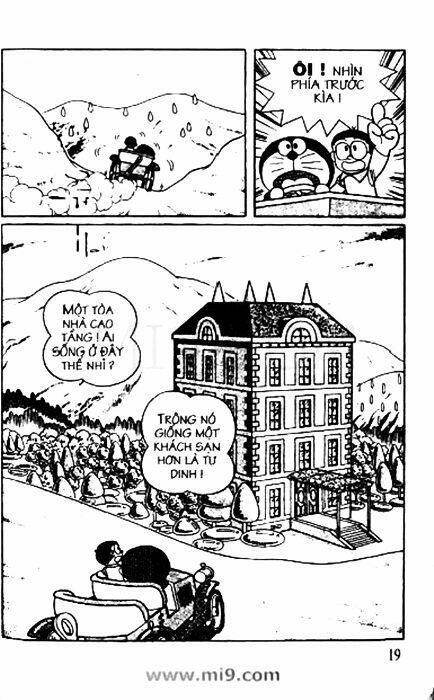 ÔI ! NHÌN
PHÍA TRƯỚC
KÌA !
MỘT TÒA
NHÀ CAO
TẦNG ! AI
SỐNG Ở ĐÂY
THẾ NHỈ ?
TRÔNG NÓ
GIỐNG MỘT
KHÁCH SẠN
HƠN LÀ TƯ
DINH !
19
www.mi9.com